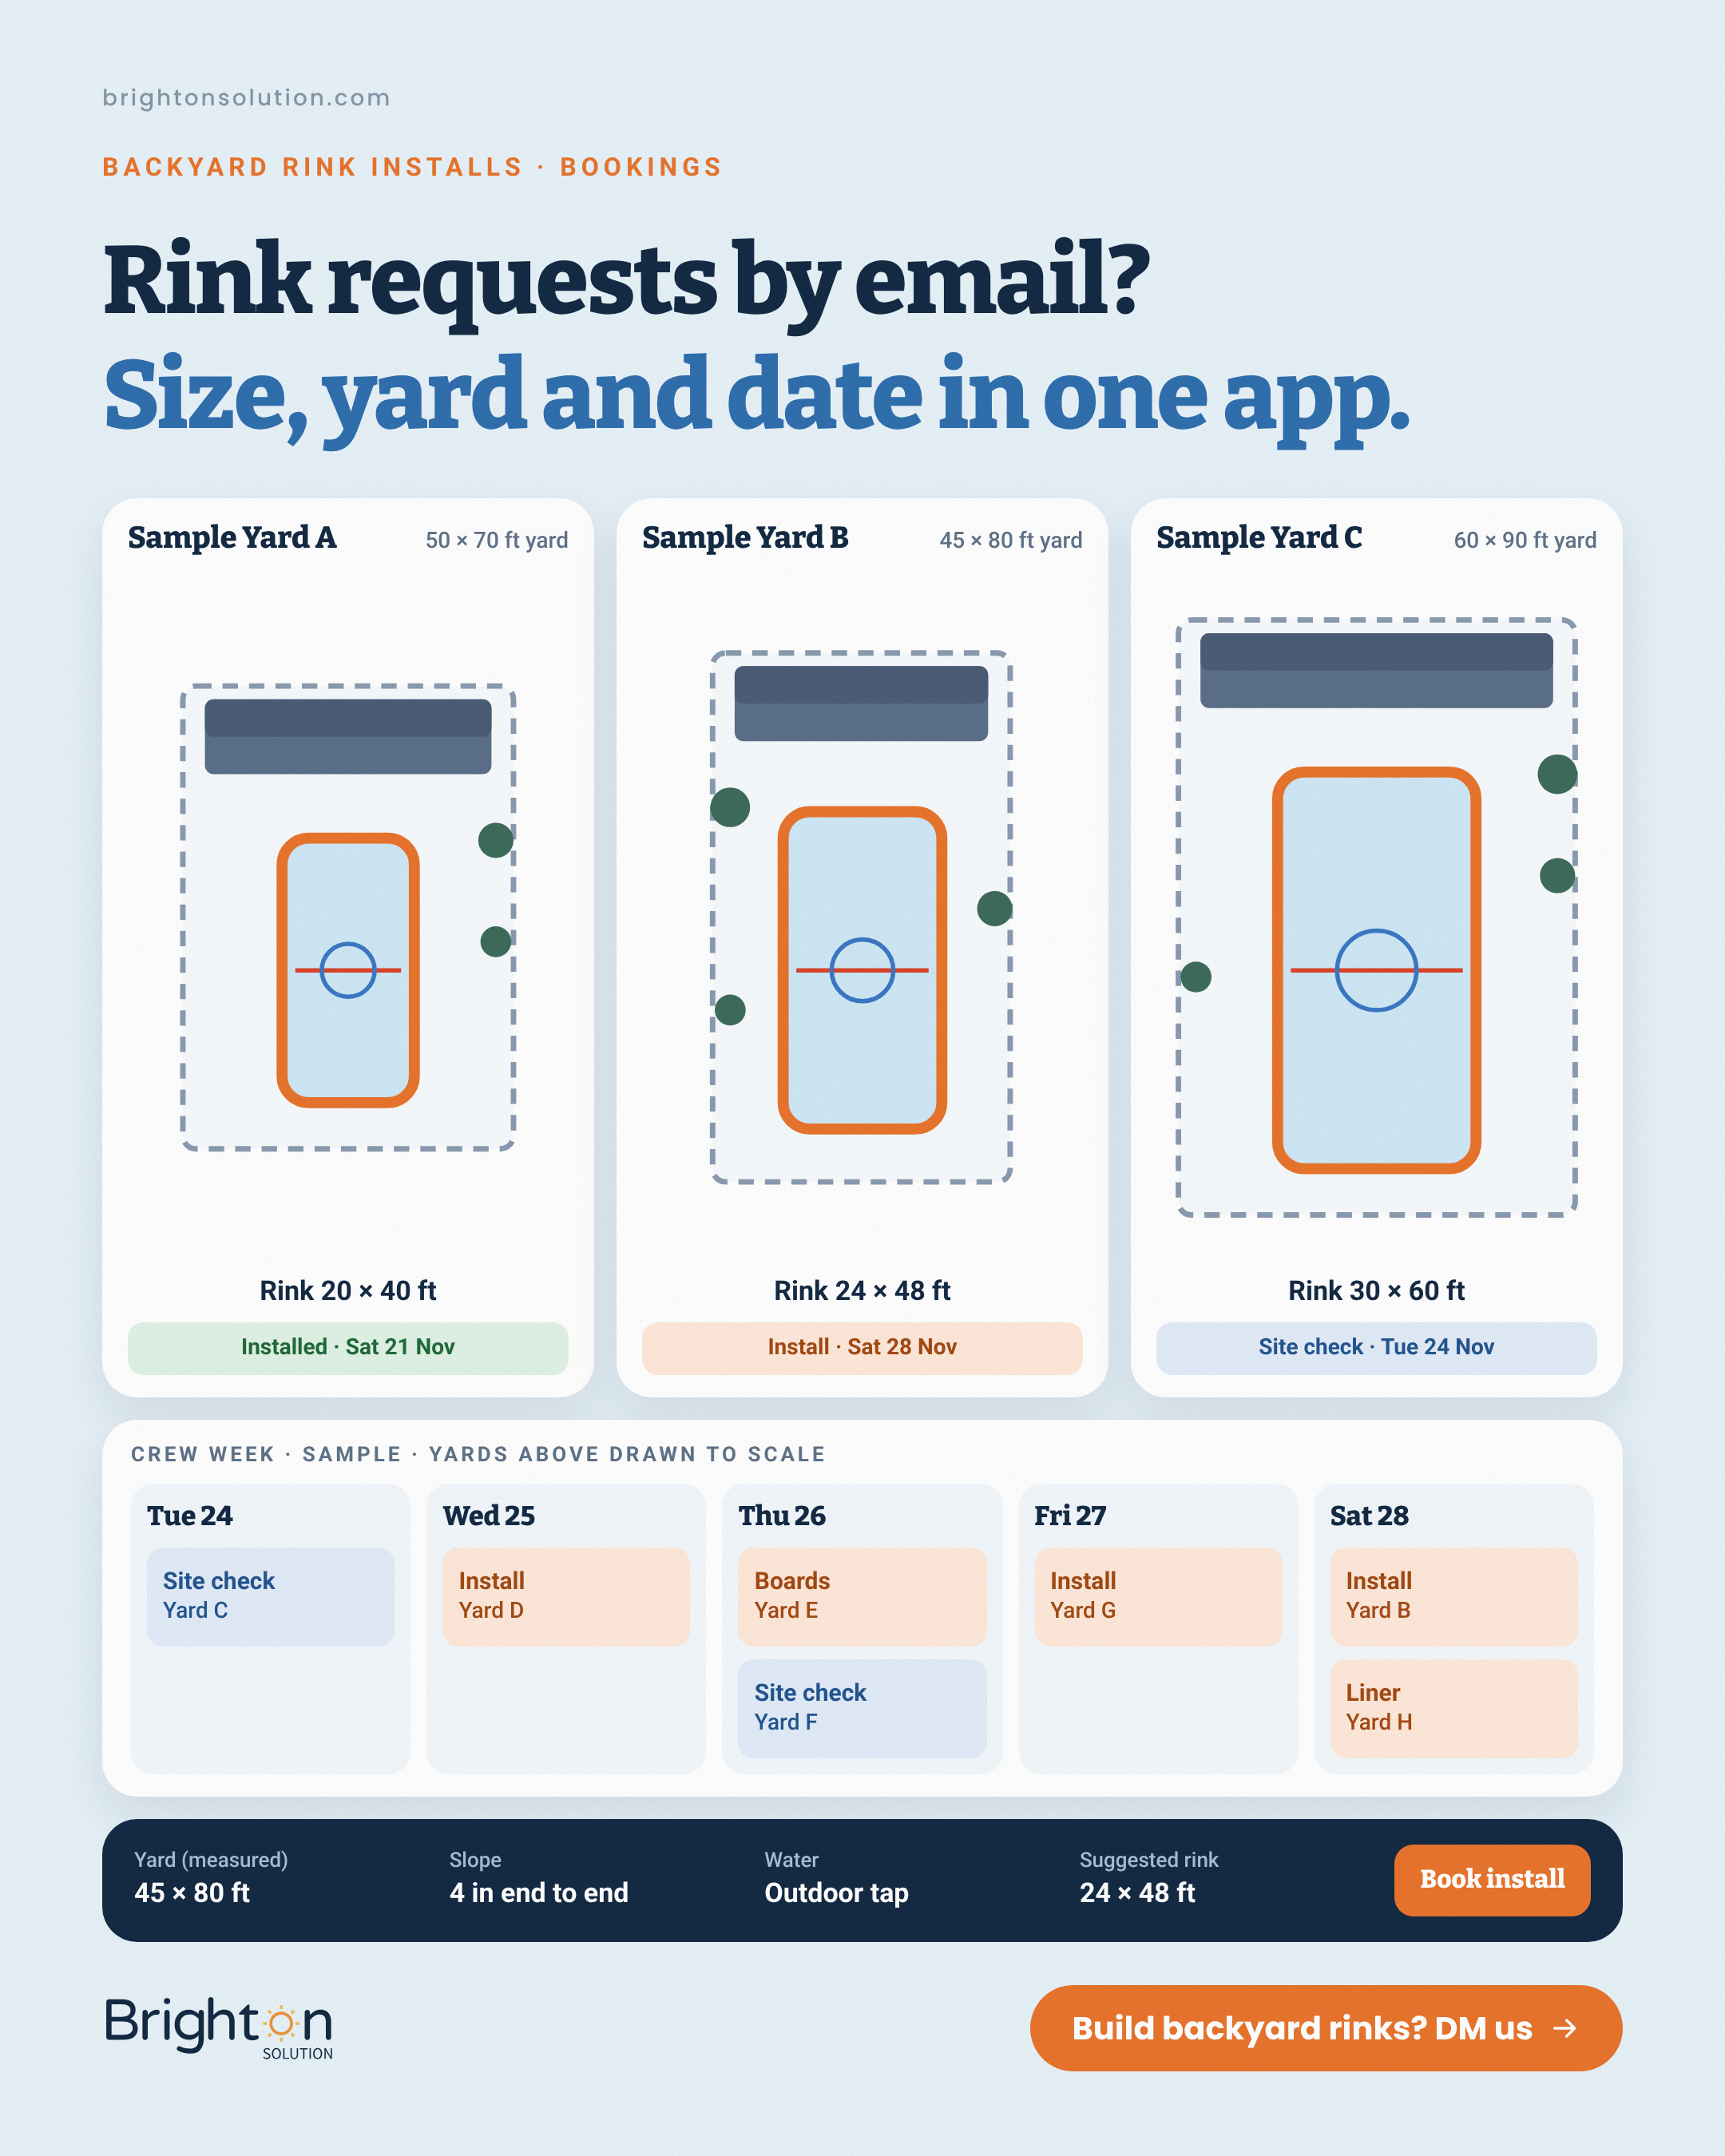 brightonsolution.com
BACKYARD RINK INSTALLS · BOOKINGS
Rink requests by email?
Size, yard and date in one app.
Sample Yard A
50 × 70 ft yard
Rink 20 × 40 ft
Installed · Sat 21 Nov
Sample Yard B
45 × 80 ft yard
Rink 24 × 48 ft
Install · Sat 28 Nov
Sample Yard C
60 × 90 ft yard
Rink 30 × 60 ft
Site check · Tue 24 Nov
CREW WEEK · SAMPLE · YARDS ABOVE DRAWN TO SCALE
Tue 24
Site check
Yard C
Wed 25
Install
Yard D
Thu 26
Boards
Yard E
Site check
Yard F
Fri 27
Install
Yard G
Sat 28
Install
Yard B
Liner
Yard H
Yard (measured)
45 × 80 ft
Slope
4 in end to end
Water
Outdoor tap
Suggested rink
24 × 48 ft
Book install
Brighton
SOLUTION
Build backyard rinks? DM us →